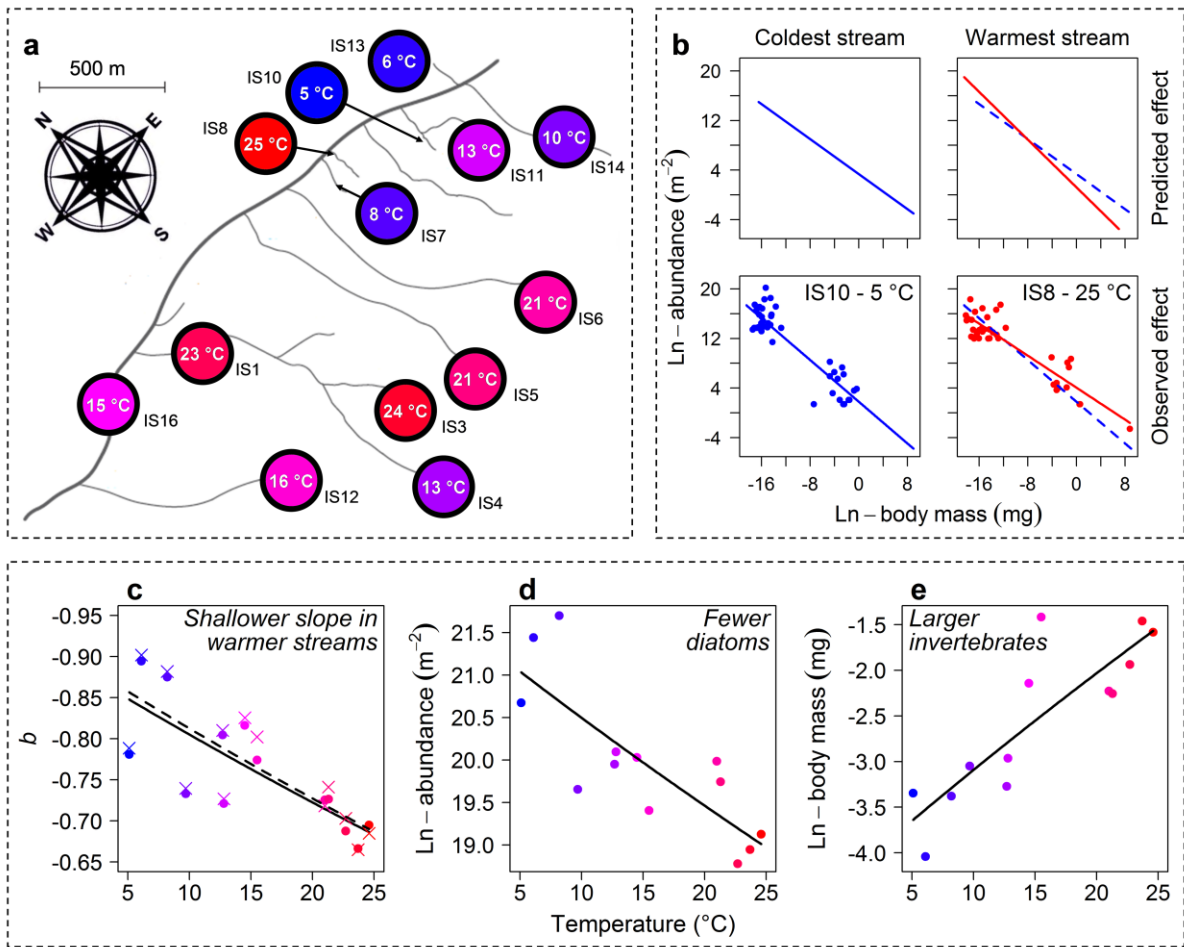 a
500 m
N
E
W
S
IS13
6 °C
IS10
5 °C
IS8
25 °C
13 °C
IS11
10 °C
IS14
8 °C
IS7
21 °C
IS6
23 °C
IS1
21 °C
IS5
15 °C
IS16
24 °C
IS3
16 °C
IS12
13 °C
IS4
b
Coldest stream
Warmest stream
20
12
4
-4
Predicted effect
Ln – abundance (m⁻²)
20
12
4
-4
IS10 - 5 °C
IS8 - 25 °C
Observed effect
-16 -8 0 8
-16 -8 0 8
Ln – body mass (mg)
c
Shallower slope in
warmer streams
b
-0.95
-0.90
-0.85
-0.80
-0.75
-0.70
-0.65
5 10 15 20 25
d
Fewer
diatoms
Ln – abundance (m⁻²)
21.5
21.0
20.5
20.0
19.5
19.0
5 10 15 20 25
Temperature (°C)
e
Larger
invertebrates
Ln – body mass (mg)
-1.5
-2.0
-2.5
-3.0
-3.5
-4.0
5 10 15 20 25